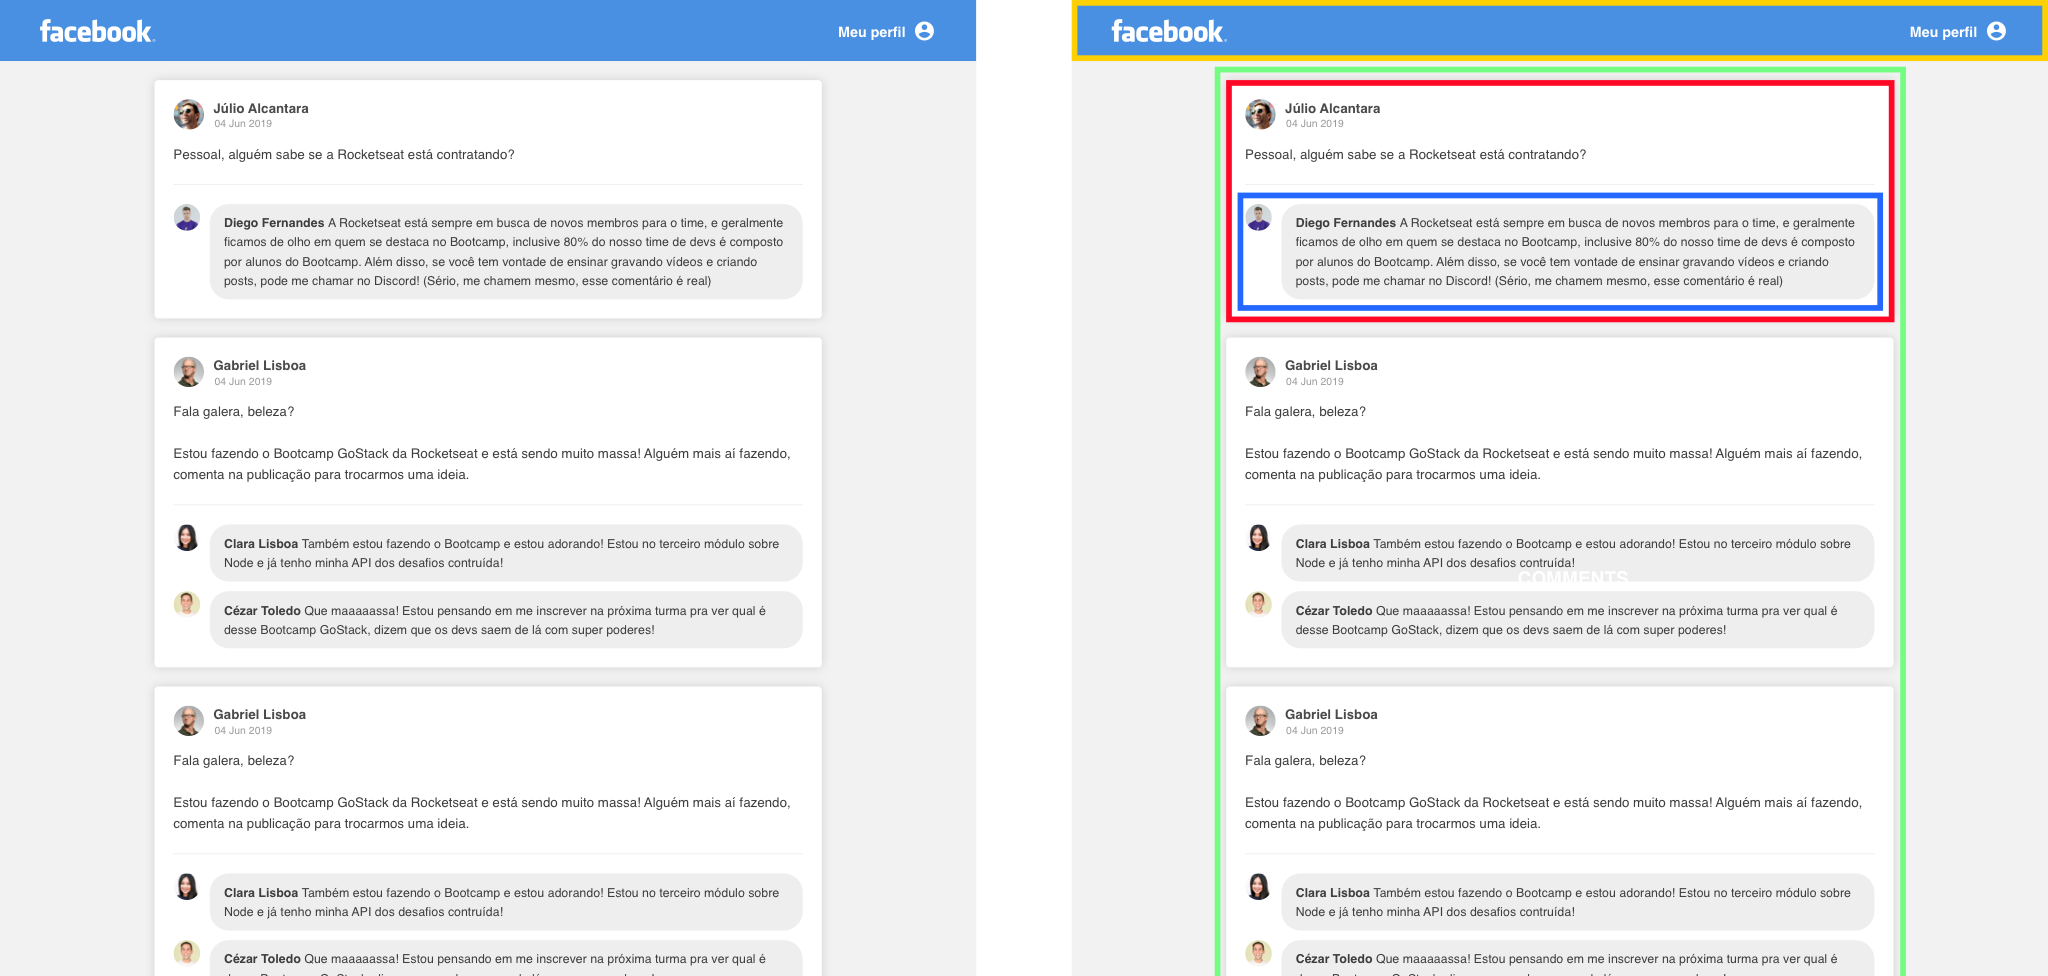 facebook
Meu perfil
Júlio Alcantara
04 Jun 2019
Pessoal, alguém sabe se a Rocketseat está contratando?
Diego Fernandes A Rocketseat está sempre em busca de novos membros para o time, e geralmente
ficamos de olho em quem se destaca no Bootcamp, inclusive 80% do nosso time de devs é composto
por alunos do Bootcamp. Além disso, se você tem vontade de ensinar gravando vídeos e criando
posts, pode me chamar no Discord! (Sério, me chamem mesmo, esse comentário é real)
Gabriel Lisboa
04 Jun 2019
Fala galera, beleza?
Estou fazendo o Bootcamp GoStack da Rocketseat e está sendo muito massa! Alguém mais aí fazendo,
comenta na publicação para trocarmos uma ideia.
Clara Lisboa Também estou fazendo o Bootcamp e estou adorando! Estou no terceiro módulo sobre
Node e já tenho minha API dos desafios contruída!
Cézar Toledo Que maaaaassa! Estou pensando em me inscrever na próxima turma pra ver qual é
desse Bootcamp GoStack, dizem que os devs saem de lá com super poderes!
Gabriel Lisboa
04 Jun 2019
Fala galera, beleza?
Estou fazendo o Bootcamp GoStack da Rocketseat e está sendo muito massa! Alguém mais aí fazendo,
comenta na publicação para trocarmos uma ideia.
Clara Lisboa Também estou fazendo o Bootcamp e estou adorando! Estou no terceiro módulo sobre
Node e já tenho minha API dos desafios contruída!
Cézar Toledo Que maaaaassa! Estou pensando em me inscrever na próxima turma pra ver qual é
facebook
Meu perfil
Júlio Alcantara
04 Jun 2019
Pessoal, alguém sabe se a Rocketseat está contratando?
Diego Fernandes A Rocketseat está sempre em busca de novos membros para o time, e geralmente
ficamos de olho em quem se destaca no Bootcamp, inclusive 80% do nosso time de devs é composto
por alunos do Bootcamp. Além disso, se você tem vontade de ensinar gravando vídeos e criando
posts, pode me chamar no Discord! (Sério, me chamem mesmo, esse comentário é real)
Gabriel Lisboa
04 Jun 2019
Fala galera, beleza?
Estou fazendo o Bootcamp GoStack da Rocketseat e está sendo muito massa! Alguém mais aí fazendo,
comenta na publicação para trocarmos uma ideia.
Clara Lisboa Também estou fazendo o Bootcamp e estou adorando! Estou no terceiro módulo sobre
Node e já tenho minha API dos desafios contruída!
COMMENTS
Cézar Toledo Que maaaaassa! Estou pensando em me inscrever na próxima turma pra ver qual é
desse Bootcamp GoStack, dizem que os devs saem de lá com super poderes!
Gabriel Lisboa
04 Jun 2019
Fala galera, beleza?
Estou fazendo o Bootcamp GoStack da Rocketseat e está sendo muito massa! Alguém mais aí fazendo,
comenta na publicação para trocarmos uma ideia.
Clara Lisboa Também estou fazendo o Bootcamp e estou adorando! Estou no terceiro módulo sobre
Node e já tenho minha API dos desafios contruída!
Cézar Toledo Que maaaaassa! Estou pensando em me inscrever na próxima turma pra ver qual é